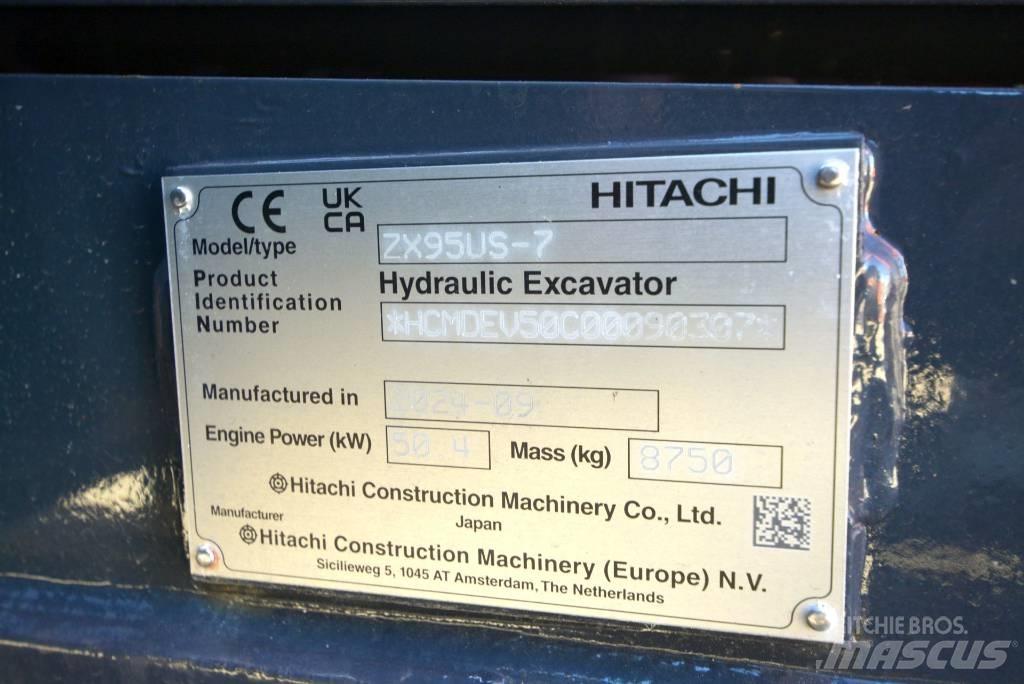 CE UK CA HITACHI
Model/type ZX95US-7
Product Hydraulic Excavator
Identification
Number *HCMDEV50C00090307*
Manufactured in 2024-09
Engine Power (kW) 50.4 Mass (kg) 8750
Hitachi Construction Machinery Co., Ltd.
Japan
Manufacturer
Hitachi Construction Machinery (Europe) N.V.
Sicilieweg 5, 1045 AT Amsterdam, The Netherlands
RITCHIE BROS.
MASCUS